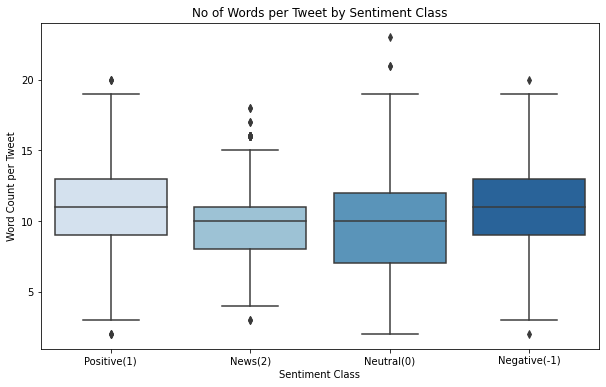 No of Words per Tweet by Sentiment Class
Word Count per Tweet
20
15
10
5
Positive(1) News(2) Neutral(0) Negative(-1)
Sentiment Class